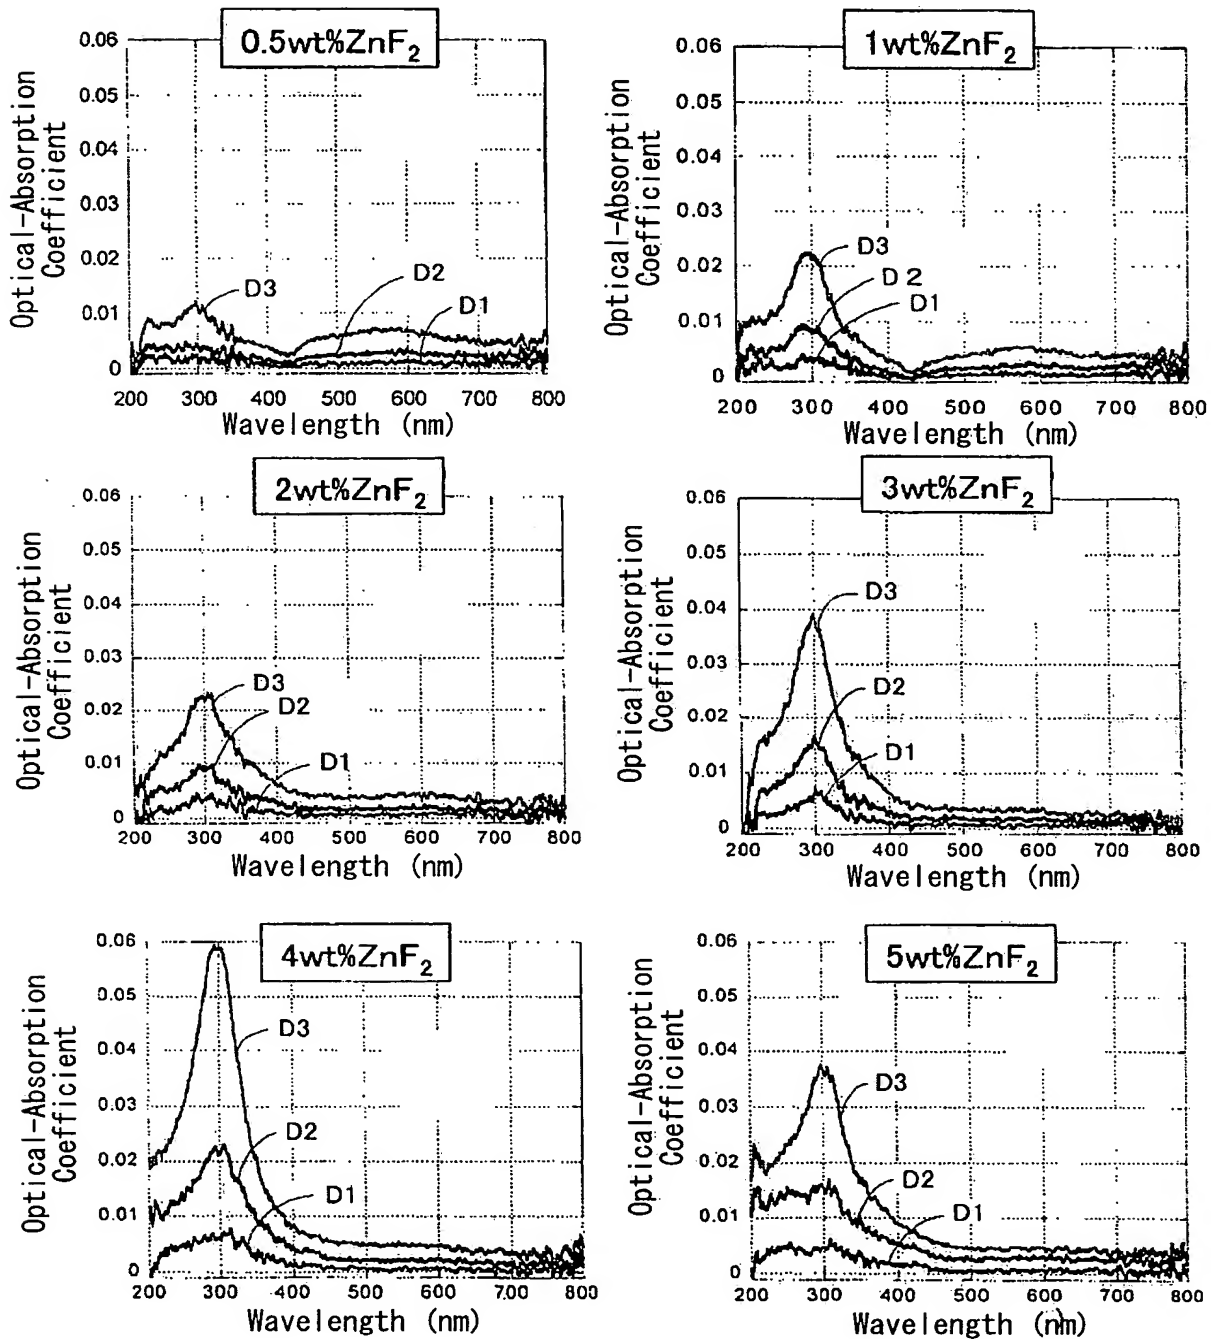 0.5wt%ZnF2
0.06
0.05
0.04
0.03
0.02
0.01
0
Optical-Absorption
Coefficient
D3
D2
D1
200 300 400 500 600 700 800
Wavelength (nm)
1wt%ZnF2
0.06
0.05
0.04
0.03
0.02
0.01
0
Optical-Absorption
Coefficient
D3
D2
D1
200 300 400 500 600 700 800
Wavelength (nm)
2wt%ZnF2
0.06
0.05
0.04
0.03
0.02
0.01
0
Optical-Absorption
Coefficient
D3
D2
D1
200 300 400 500 600 700 800
Wavelength (nm)
3wt%ZnF2
0.06
0.05
0.04
0.03
0.02
0.01
0
Optical-Absorption
Coefficient
D3
D2
D1
200 300 400 500 600 700 800
Wavelength (nm)
4wt%ZnF2
0.06
0.05
0.04
0.03
0.02
0.01
0
Optical-Absorption
Coefficient
D3
D2
D1
200 300 400 500 600 700 800
Wavelength (nm)
5wt%ZnF2
0.06
0.05
0.04
0.03
0.02
0.01
0
Optical-Absorption
Coefficient
D3
D2
D1
200 300 400 500 600 700 800
Wavelength (nm)